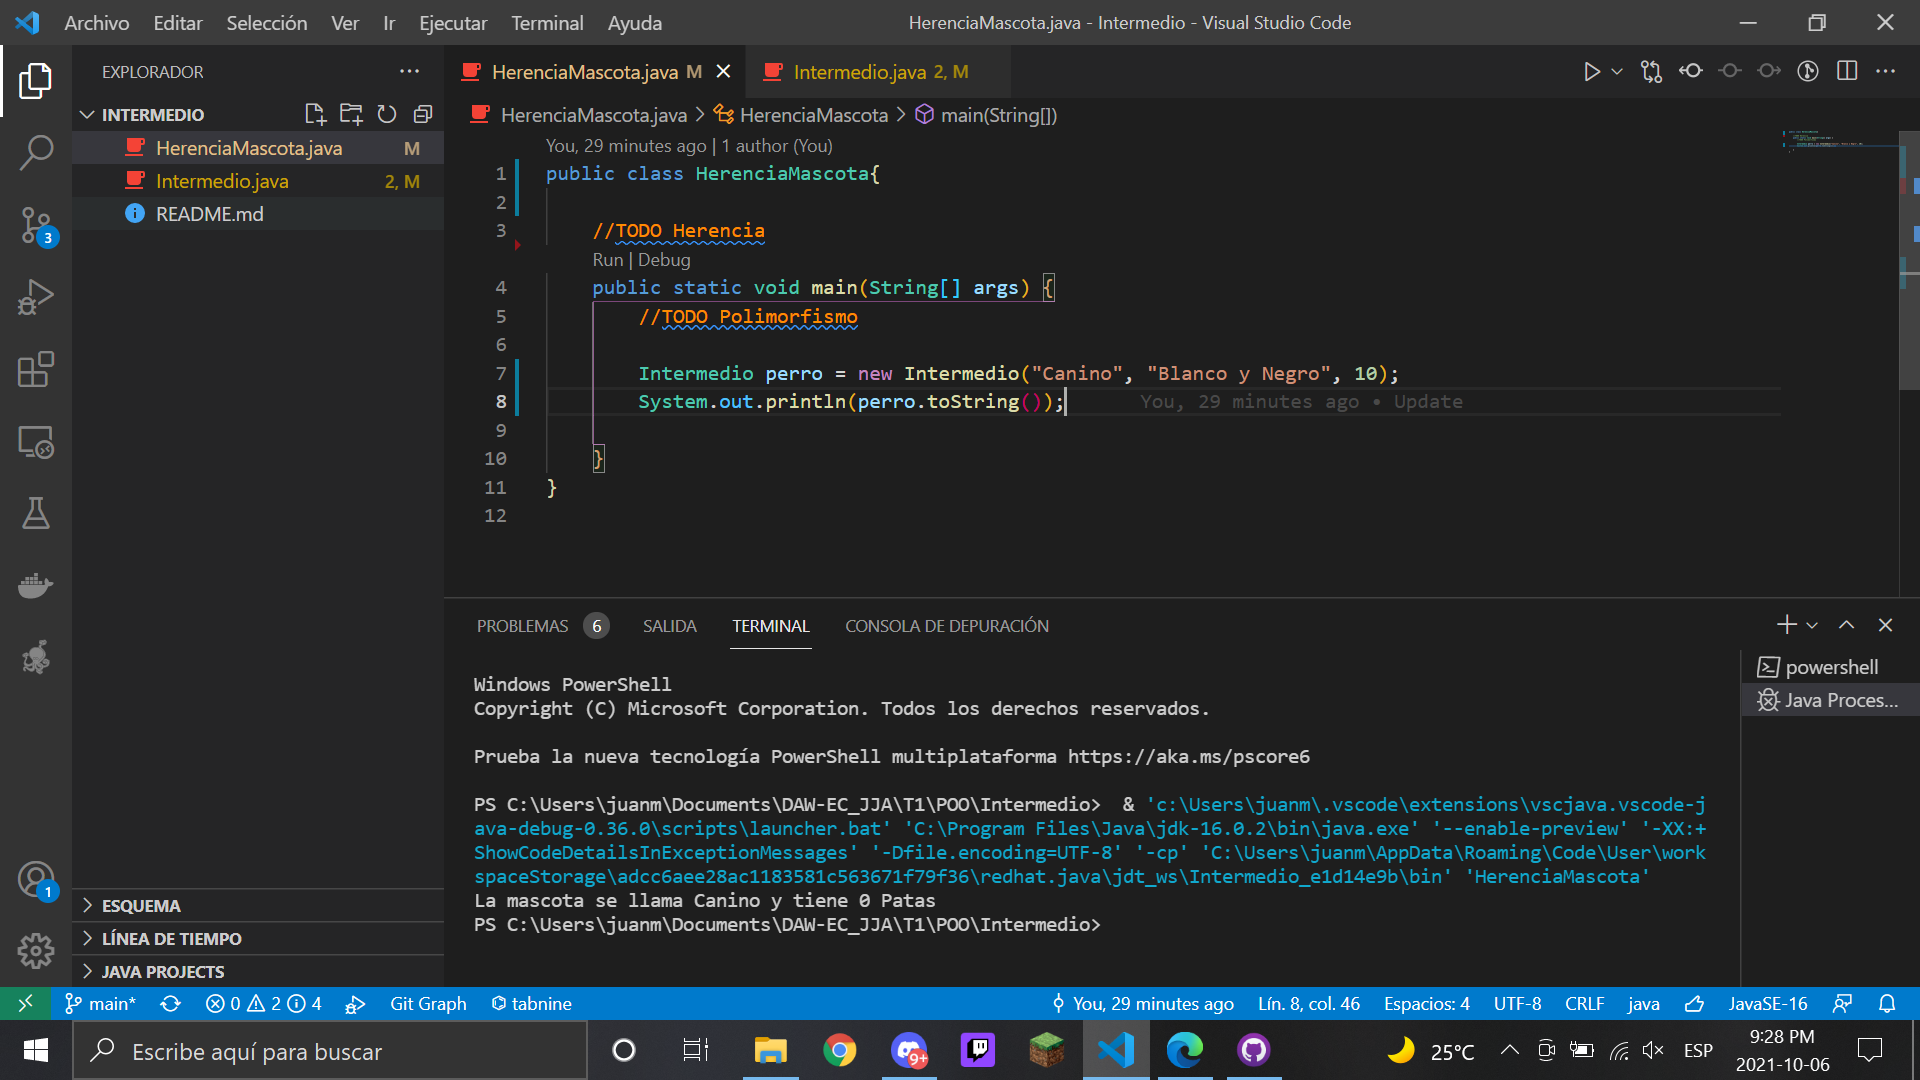 Archivo Editar Selección Ver Ir Ejecutar Terminal Ayuda
HerenciaMascota.java - Intermedio - Visual Studio Code
EXPLORADOR
INTERMEDIO
HerenciaMascota.java M
Intermedio.java 2, M
README.md
3
1
ESQUEMA
LÍNEA DE TIEMPO
JAVA PROJECTS
HerenciaMascota.java M
Intermedio.java 2, M
HerenciaMascota.java > HerenciaMascota > main(String[])
You, 29 minutes ago | 1 author (You)
1 public class HerenciaMascota{
2
3 //TODO Herencia
Run | Debug
4 public static void main(String[] args) {
5 //TODO Polimorfismo
6
7 Intermedio perro = new Intermedio("Canino", "Blanco y Negro", 10);
8 System.out.println(perro.toString()); You, 29 minutes ago • Update
9
10 }
11 }
12
PROBLEMAS 6 SALIDA TERMINAL CONSOLA DE DEPURACIÓN
powershell
Java Proces...
Windows PowerShell
Copyright (C) Microsoft Corporation. Todos los derechos reservados.
Prueba la nueva tecnología PowerShell multiplataforma https://aka.ms/pscore6
PS C:\Users\juanm\Documents\DAW-EC_JJA\T1\POO\Intermedio>  & 'c:\Users\juanm\.vscode\extensions\vscjava.vscode-j
ava-debug-0.36.0\scripts\launcher.bat' 'C:\Program Files\Java\jdk-16.0.2\bin\java.exe' '--enable-preview' '-XX:+
ShowCodeDetailsInExceptionMessages' '-Dfile.encoding=UTF-8' '-cp' 'C:\Users\juanm\AppData\Roaming\Code\User\work
spaceStorage\adcc6aee28ac1183581c563671f79f36\redhat.java\jdt_ws\Intermedio_e1d14e9b\bin' 'HerenciaMascota'
La mascota se llama Canino y tiene 0 Patas
PS C:\Users\juanm\Documents\DAW-EC_JJA\T1\POO\Intermedio>
main* 0 2 4 Git Graph tabnine
You, 29 minutes ago Lín. 8, col. 46 Espacios: 4 UTF-8 CRLF java JavaSE-16
Escribe aquí para buscar
9+
25°C
ESP
9:28 PM
2021-10-06